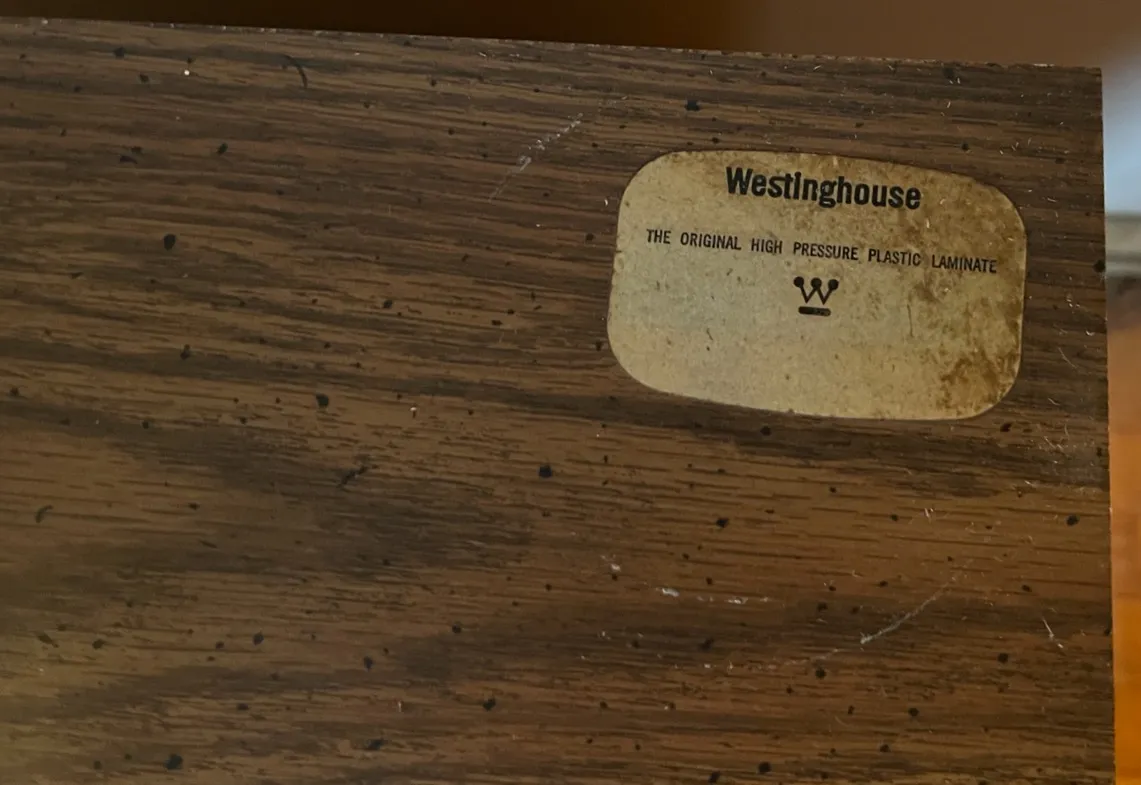 Westinghouse
THE ORIGINAL HIGH PRESSURE PLASTIC LAMINATE
W